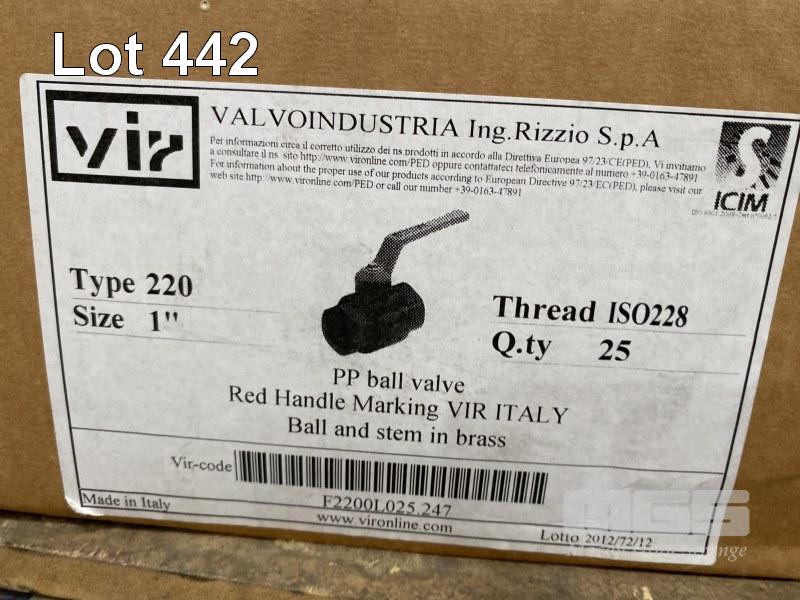 Lot 442
vir
VALVOINDUSTRIA Ing.Rizzio S.p.A
Per informazioni circa il corretto utilizzo dei ns.prodotti in accordo alla Direttiva Europea 97/23/CE(PED), Vi invitiamo
a consultare il ns. sito http://www.vironline.com/PED oppure contattateci telefonicamente al numero +39-0163-47891
For information about the proper use of our products according to European Directive 97/23/EC(PED), please visit our
web site http://www.vironline.com/PED or call our number +39-0163-47891
ICIM
Type 220
Size 1"
Thread ISO228
Q.ty 25
PP ball valve
Red Handle Marking VIR ITALY
Ball and stem in brass
Vir-code
F2200L025.247
Made in Italy
www.vironline.com
Lotto 2012/72/12